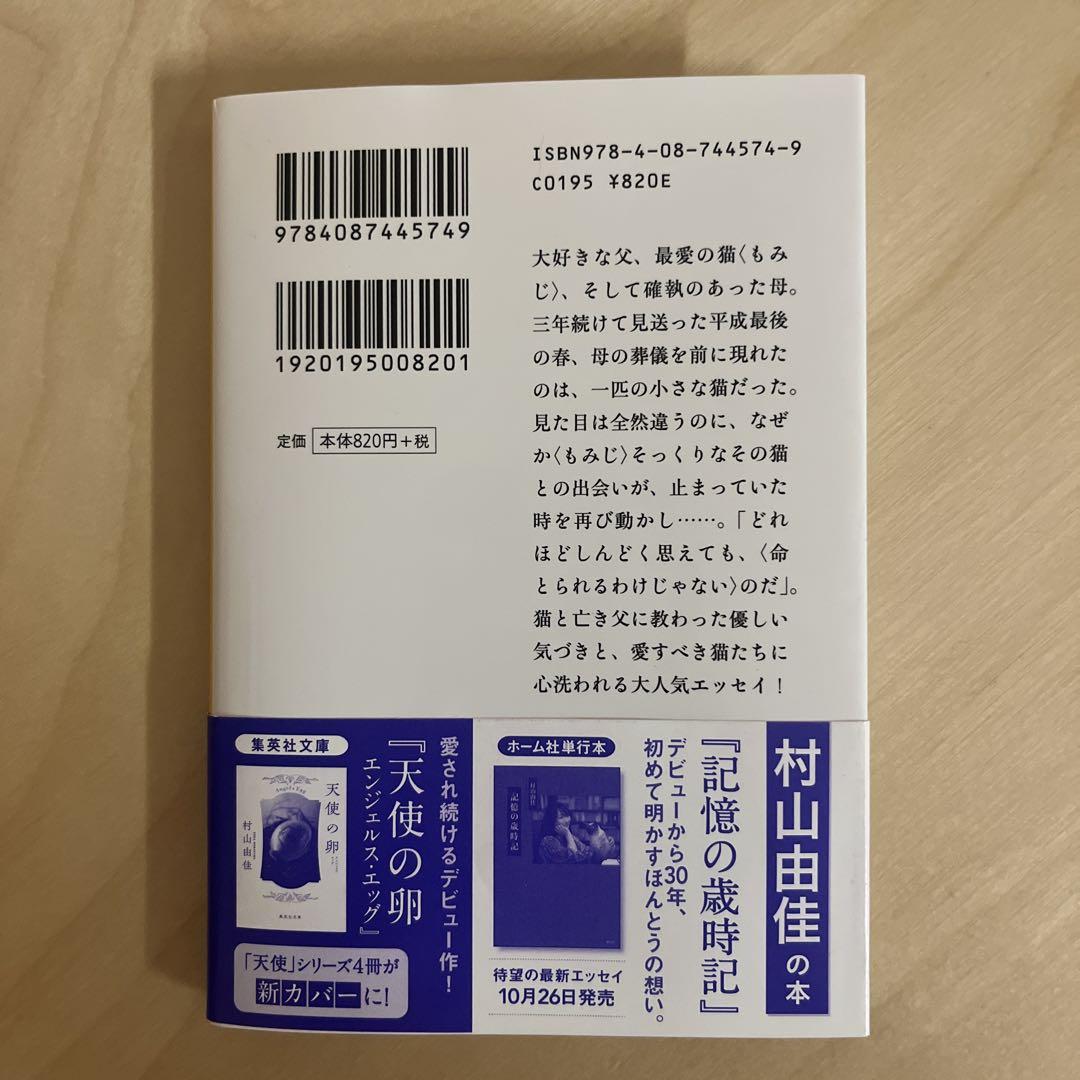 9784087445749
1920195008201
定価 本体820円+税
ISBN978-4-08-744574-9
C0195 ¥820E
大好きな父、最愛の猫〈もみ
じ〉、そして確執のあった母。
三年続けて見送った平成最後
の春、母の葬儀を前に現れた
のは、一匹の小さな猫だった。
見た目は全然違うのに、なぜ
か〈もみじ〉そっくりなその猫
との出会いが、止まっていた
時を再び動かし……。「どれ
ほどしんどく思えても、〈命
とられるわけじゃない〉のだ」。
猫と亡き父に教わった優しい
気づきと、愛すべき猫たちに
心洗われる大人気エッセイ!
村山由佳の本
『記憶の歳時記』
デビューから30年、
初めて明かすほんとうの想い。
ホーム社単行本
村山由佳
記憶の歳時記
待望の最新エッセイ
10月26日発売
愛され続けるデビュー作!
『天使の卵
エンジェルス・エッグ』
集英社文庫
Angel's Egg
天使の卵
村山由佳
集英社文庫
「天使」シリーズ4冊が
新カバーに!